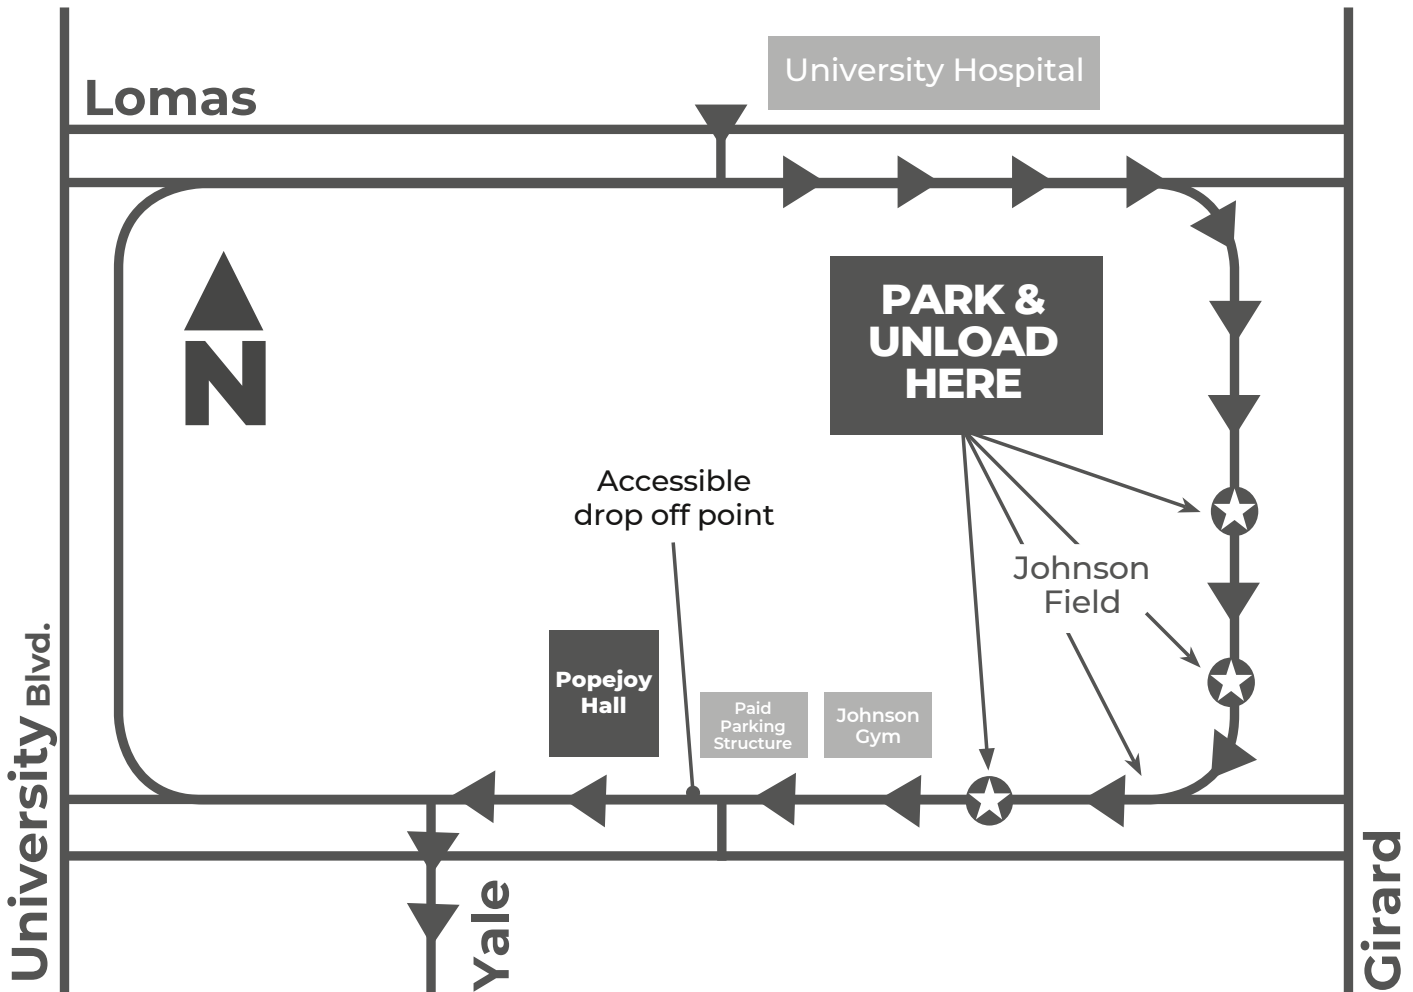 University Hospital
Lomas
PARK &
UNLOAD
HERE
N
Accessible
drop off point
Johnson
Field
Popejoy
Hall
Paid
Parking
Structure
Johnson
Gym
University Blvd.
Yale
Girard